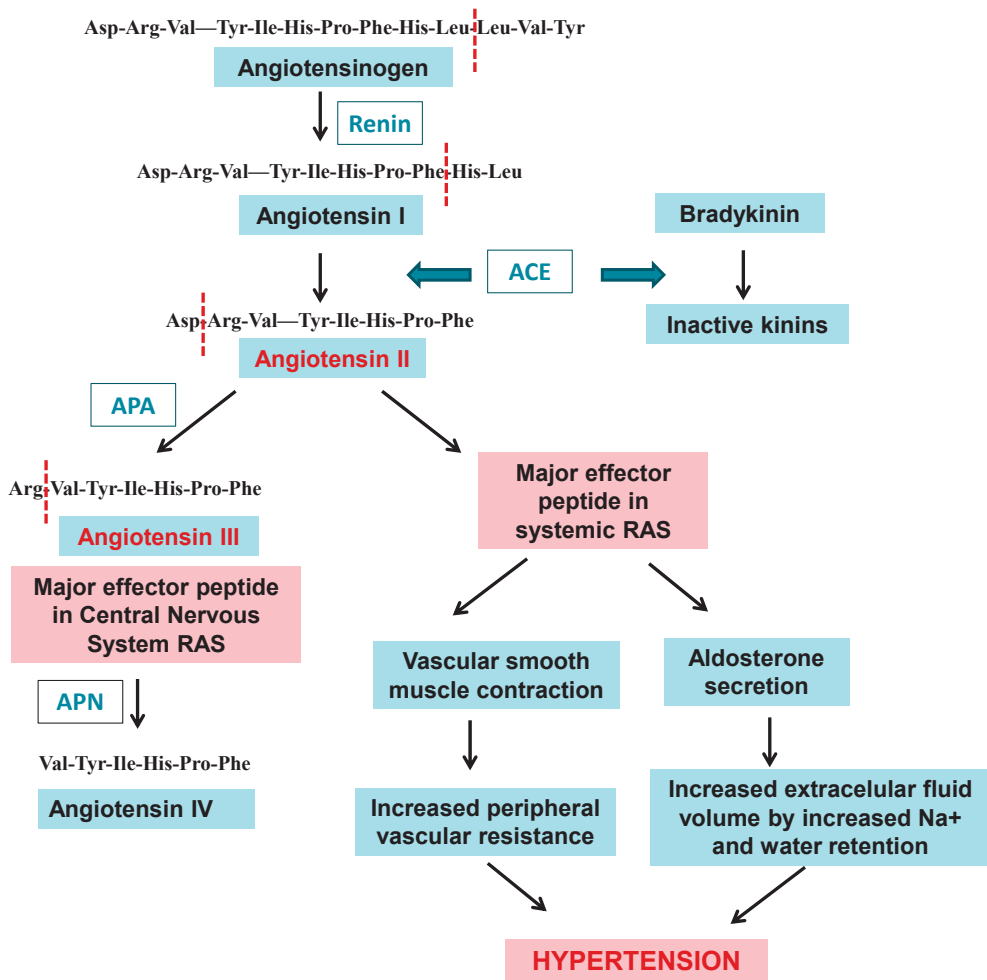 Asp-Arg-Val—Tyr-Ile-His-Pro-Phe-His-Leu-Leu-Val-Tyr
Angiotensinogen
Renin
Asp-Arg-Val—Tyr-Ile-His-Pro-Phe-His-Leu
Angiotensin I
Bradykinin
ACE
Asp-Arg-Val—Tyr-Ile-His-Pro-Phe
Inactive kinins
Angiotensin II
APA
Arg-Val-Tyr-Ile-His-Pro-Phe
Angiotensin III
Major effector peptide
in Central Nervous
System RAS
APN
Val-Tyr-Ile-His-Pro-Phe
Angiotensin IV
Major effector
peptide in
systemic RAS
Vascular smooth
muscle contraction
Aldosterone
secretion
Increased peripheral
vascular resistance
Increased extracelular fluid
volume by increased Na+
and water retention
HYPERTENSION